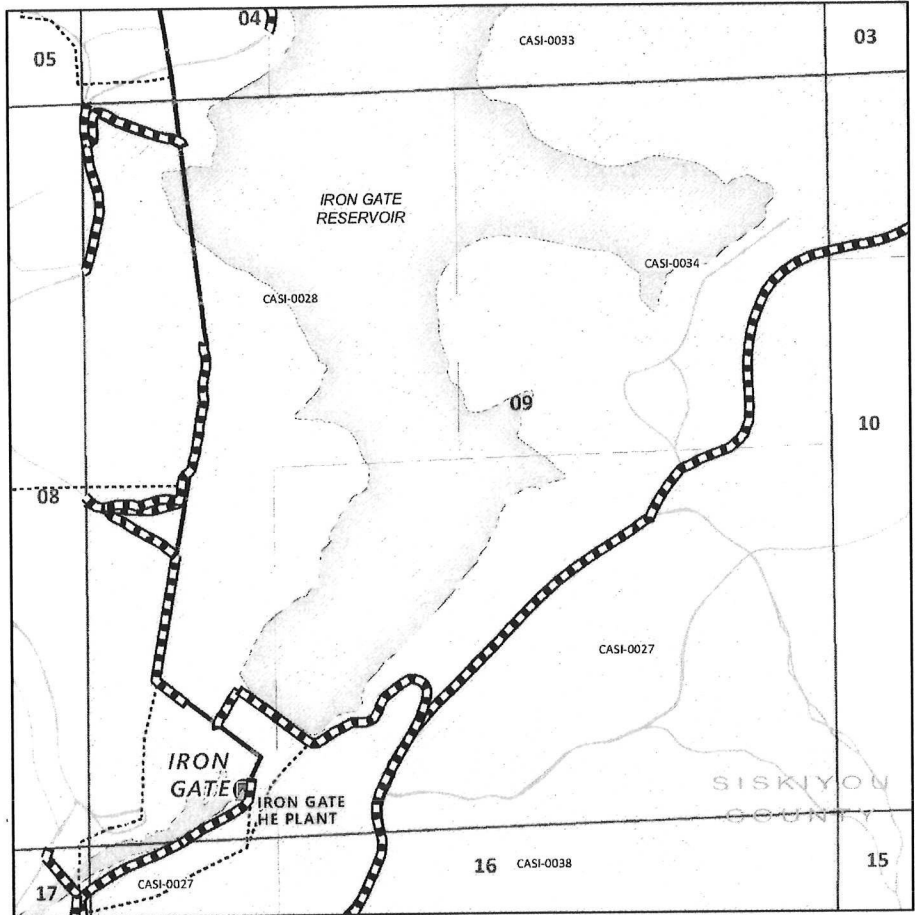 04
CASI-0033
03
05
IRON GATE
RESERVOIR
CASI-0034
CASI-0028
09
10
08
CASI-0027
IRON
GATE
SISKIYOU
COUNTY
IRON GATE
HE PLANT
16
CASI-0038
15
CASI-0027
17